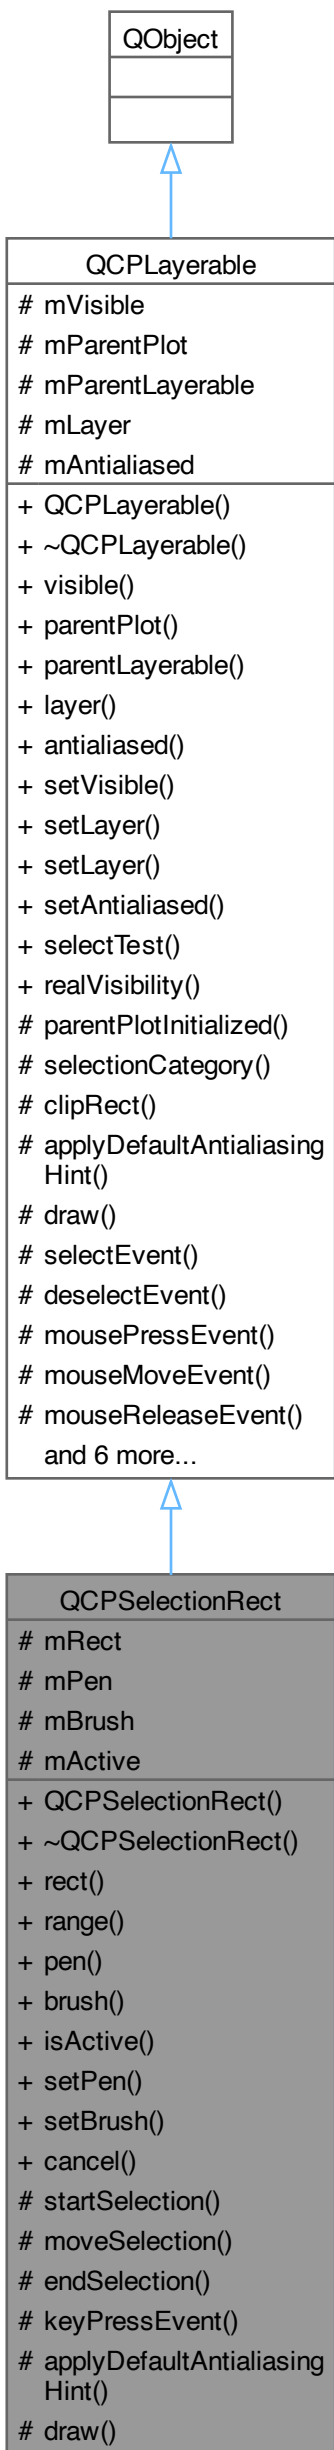 QObject
QCPLayerable
# mVisible
# mParentPlot
# mParentLayerable
# mLayer
# mAntialiased
+ QCPLayerable()
+ ~QCPLayerable()
+ visible()
+ parentPlot()
+ parentLayerable()
+ layer()
+ antialiased()
+ setVisible()
+ setLayer()
+ setLayer()
+ setAntialiased()
+ selectTest()
+ realVisibility()
# parentPlotInitialized()
# selectionCategory()
# clipRect()
# applyDefaultAntialiasing
Hint()
# draw()
# selectEvent()
# deselectEvent()
# mousePressEvent()
# mouseMoveEvent()
# mouseReleaseEvent()
and 6 more...
QCPSelectionRect
# mRect
# mPen
# mBrush
# mActive
+ QCPSelectionRect()
+ ~QCPSelectionRect()
+ rect()
+ range()
+ pen()
+ brush()
+ isActive()
+ setPen()
+ setBrush()
+ cancel()
# startSelection()
# moveSelection()
# endSelection()
# keyPressEvent()
# applyDefaultAntialiasing
Hint()
# draw()